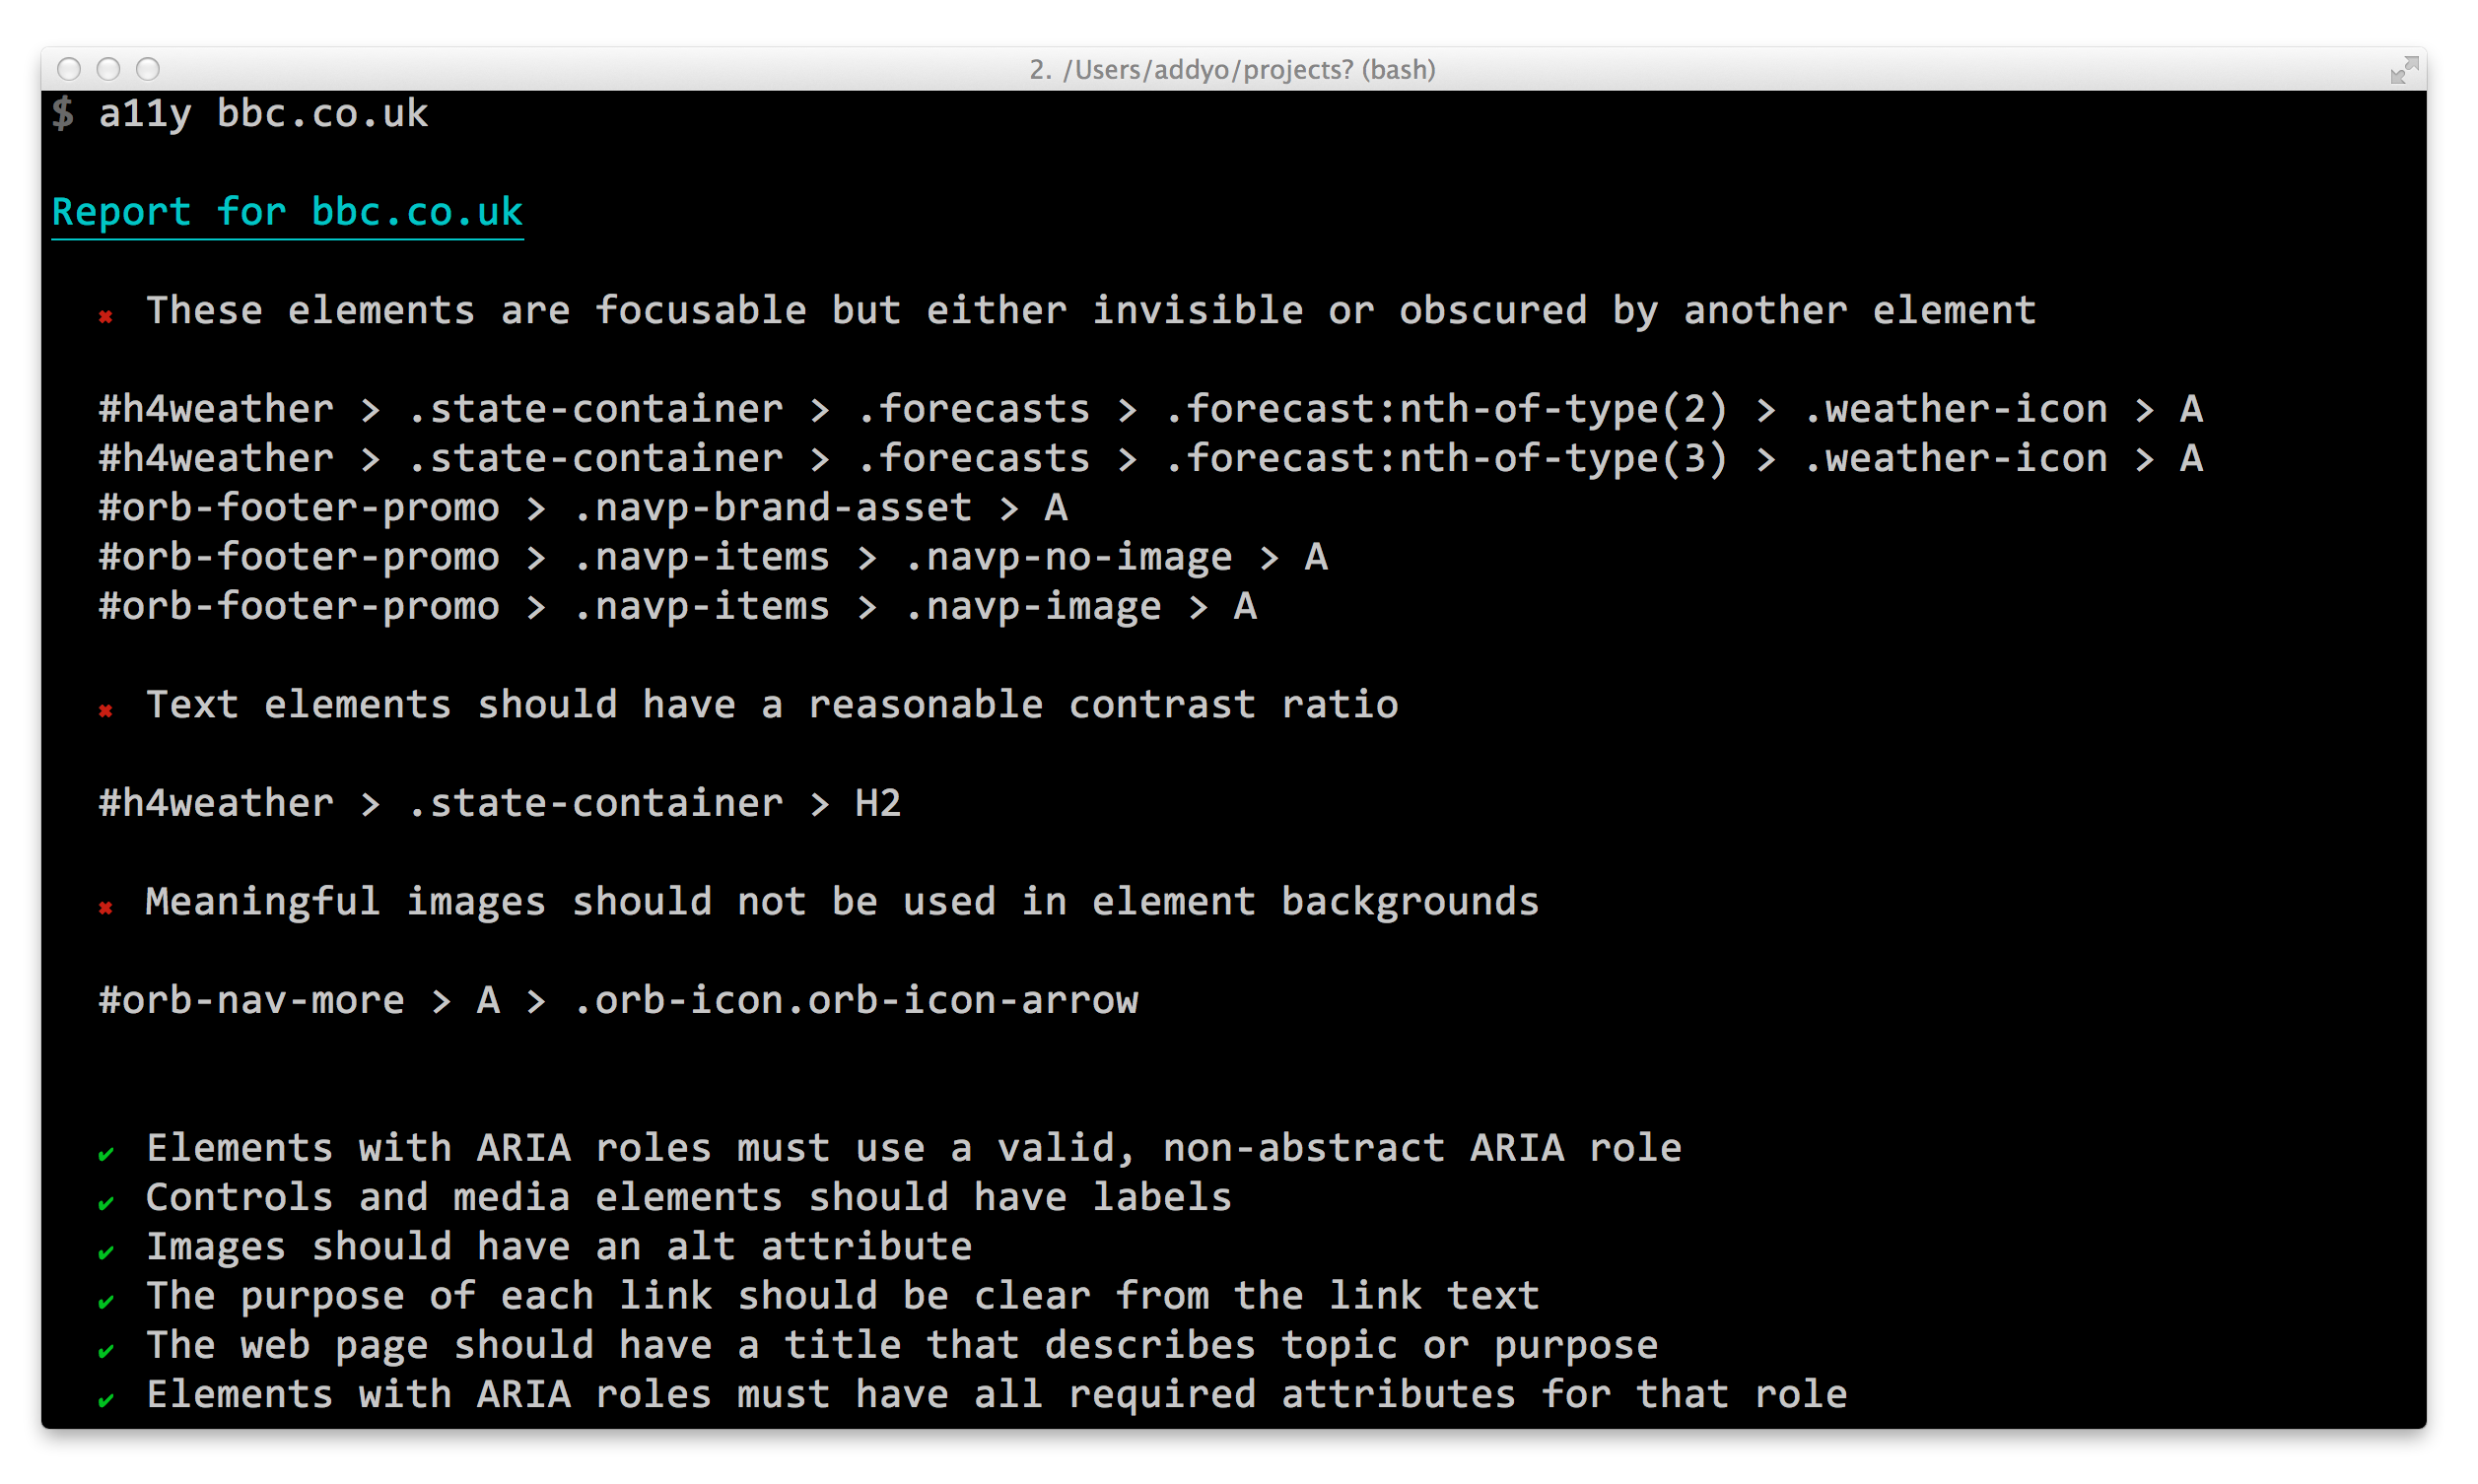 2. /Users/addyo/projects? (bash)
$ a11y bbc.co.uk
Report for bbc.co.uk
✖ These elements are focusable but either invisible or obscured by another element
#h4weather > .state-container > .forecasts > .forecast:nth-of-type(2) > .weather-icon > A
#h4weather > .state-container > .forecasts > .forecast:nth-of-type(3) > .weather-icon > A
#orb-footer-promo > .navp-brand-asset > A
#orb-footer-promo > .navp-items > .navp-no-image > A
#orb-footer-promo > .navp-items > .navp-image > A
✖ Text elements should have a reasonable contrast ratio
#h4weather > .state-container > H2
✖ Meaningful images should not be used in element backgrounds
#orb-nav-more > A > .orb-icon.orb-icon-arrow
✔ Elements with ARIA roles must use a valid, non-abstract ARIA role
✔ Controls and media elements should have labels
✔ Images should have an alt attribute
✔ The purpose of each link should be clear from the link text
✔ The web page should have a title that describes topic or purpose
✔ Elements with ARIA roles must have all required attributes for that role